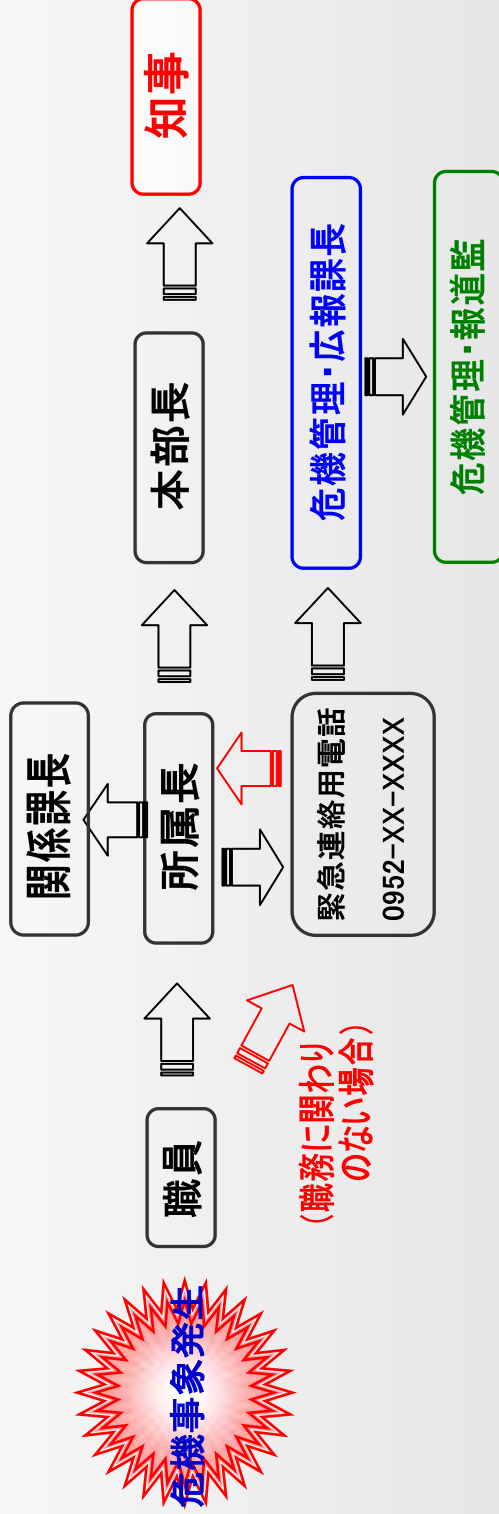 危機事象発生
職員
(職務に関わり
のない場合)
関係課長
所属長
緊急連絡用電話
0952-XX-XXXX
本部長
知事
危機管理・広報課長
危機管理・報道監